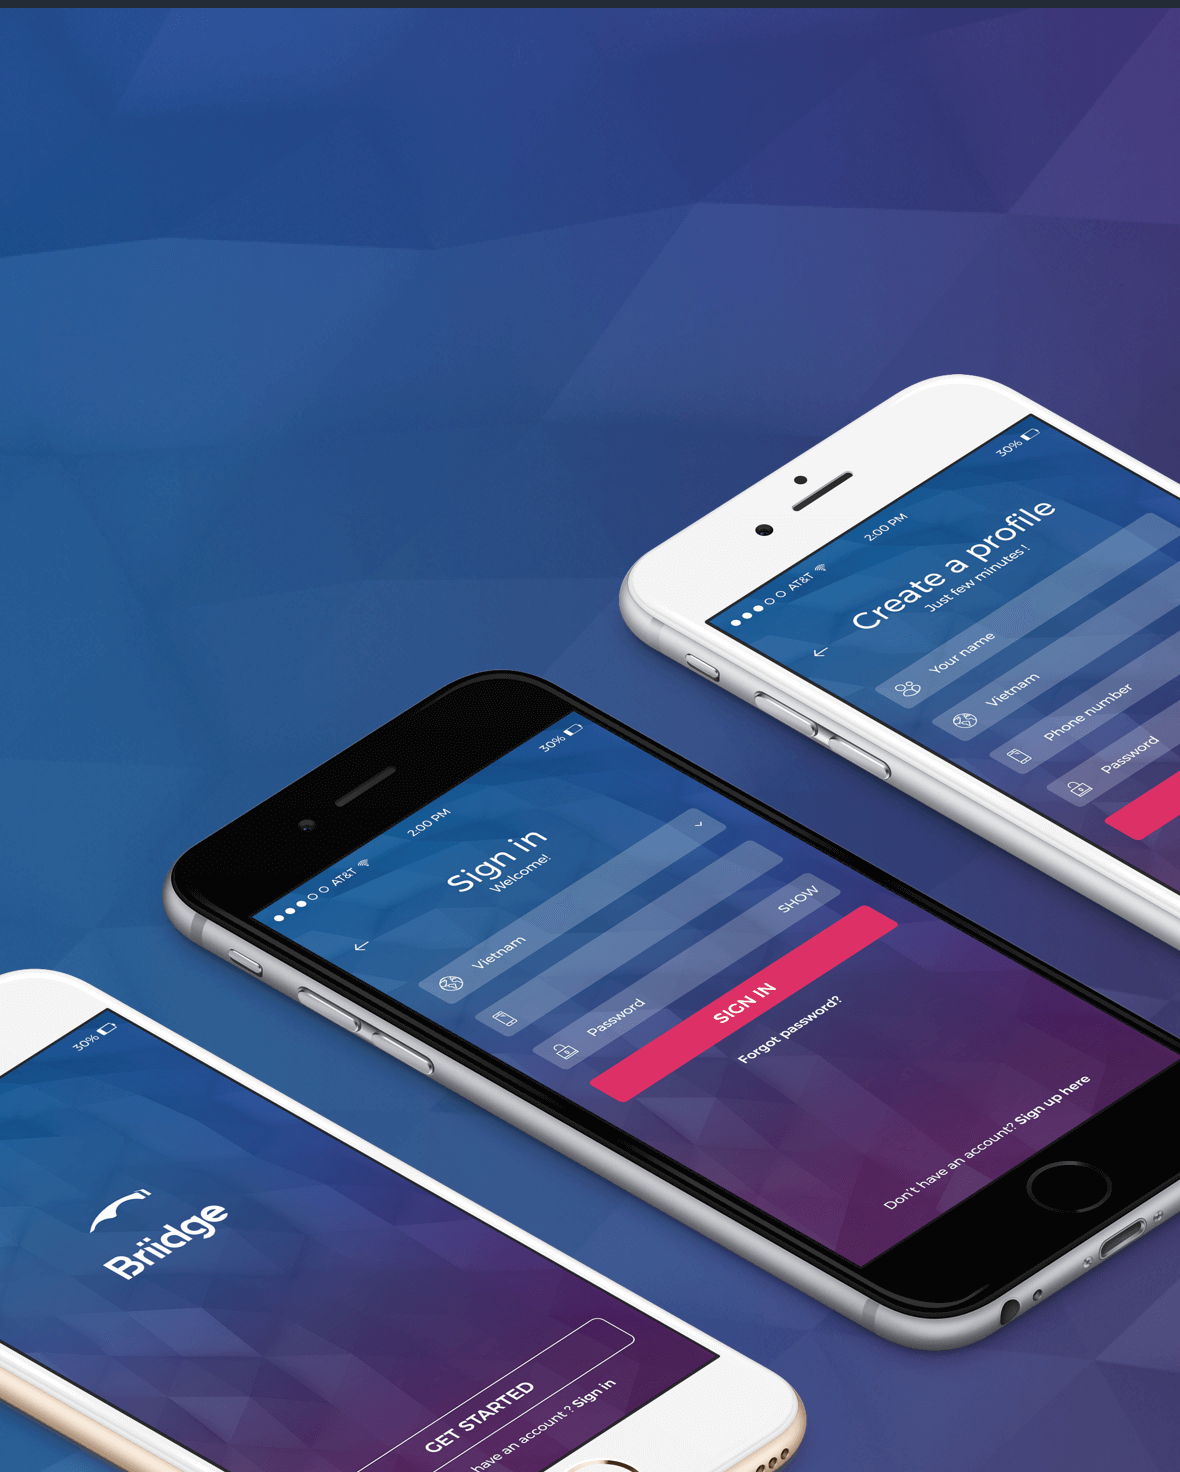 AT&T 2:00 PM 30%
Create a profile
Just few minutes !
Your name
Vietnam
Phone number
Password
AT&T 2:00 PM 30%
Sign in
Welcome!
Vietnam
Password SHOW
SIGN IN
Forgot password?
Don't have an account? Sign up here
30%
Briidge
GET STARTED
have an account ? Sign in